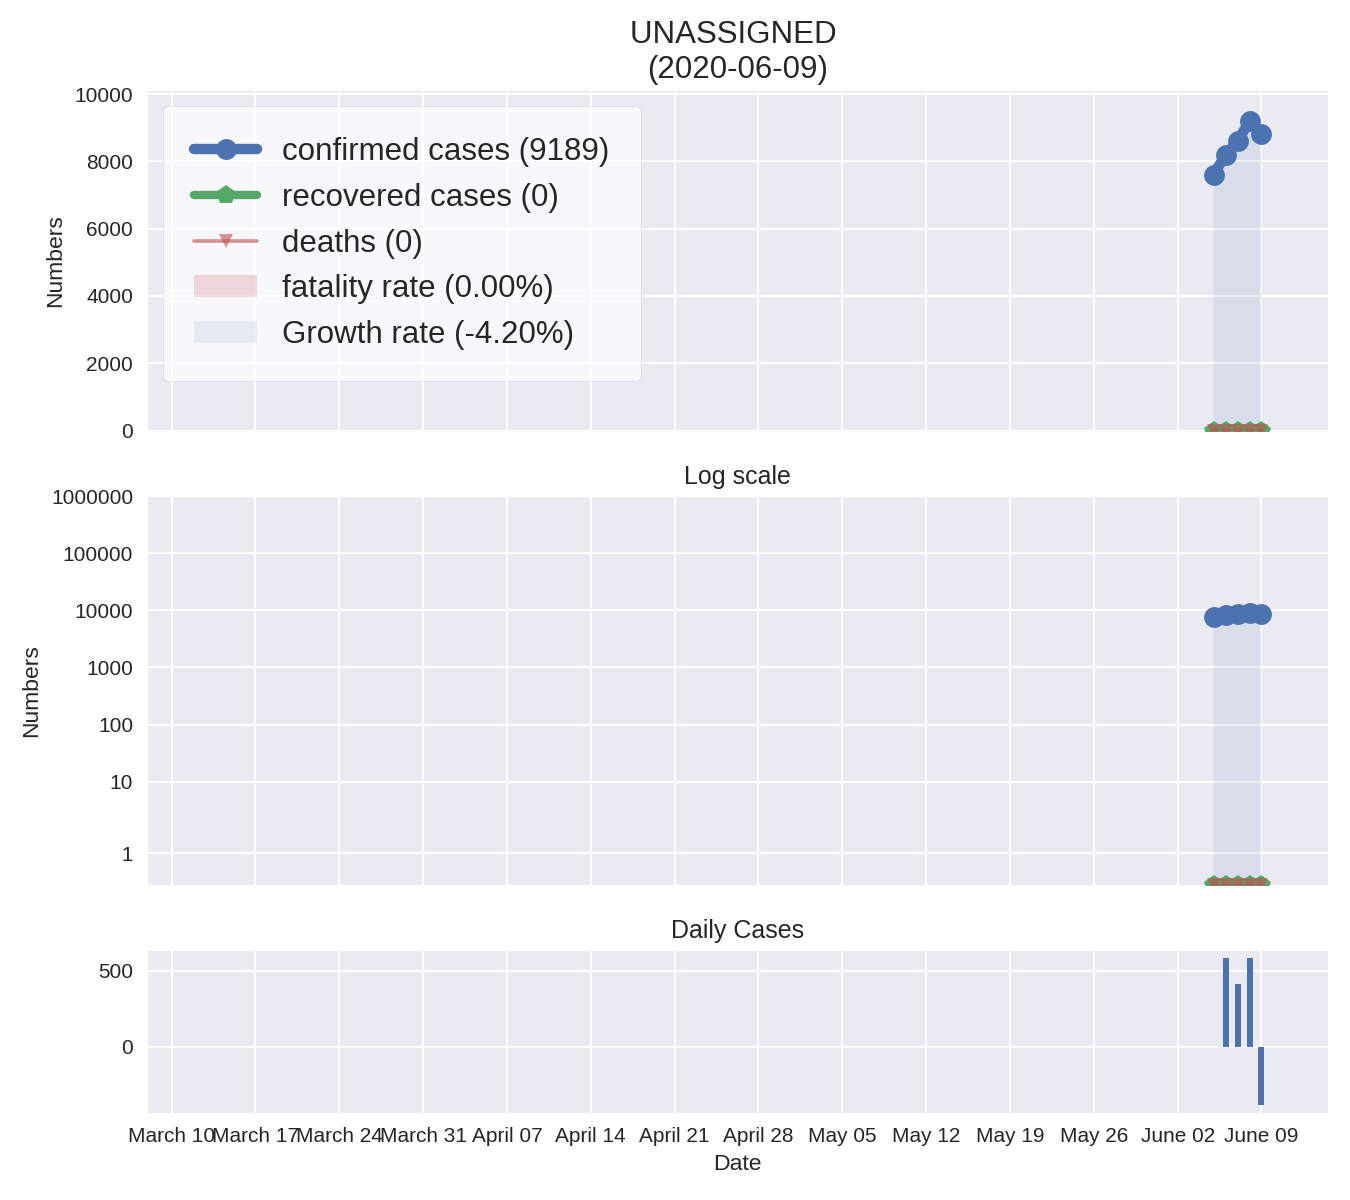 UNASSIGNED
(2020-06-09)
10000
8000
6000
4000
2000
0
Numbers
confirmed cases (9189)
recovered cases (0)
deaths (0)
fatality rate (0.00%)
Growth rate (-4.20%)
Log scale
1000000
100000
10000
1000
100
10
1
Numbers
Daily Cases
500
0
March 10 March 17 March 24 March 31 April 07 April 14 April 21 April 28 May 05 May 12 May 19 May 26 June 02 June 09
Date